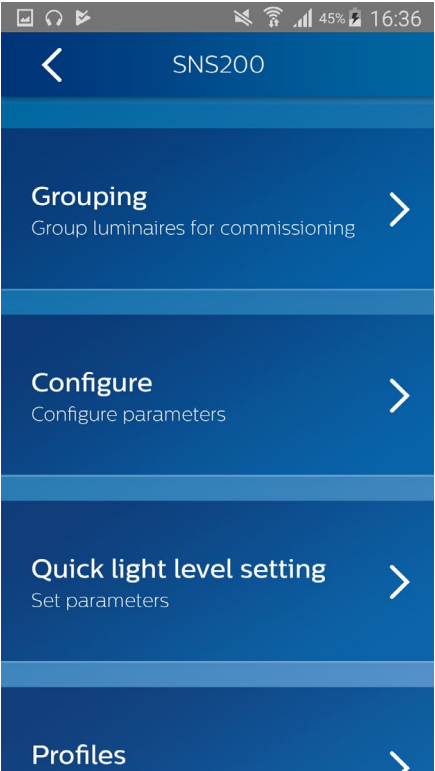 45% 16:36
SNS200
Grouping
Group luminaires for commissioning
Configure
Configure parameters
Quick light level setting
Set parameters
Profiles